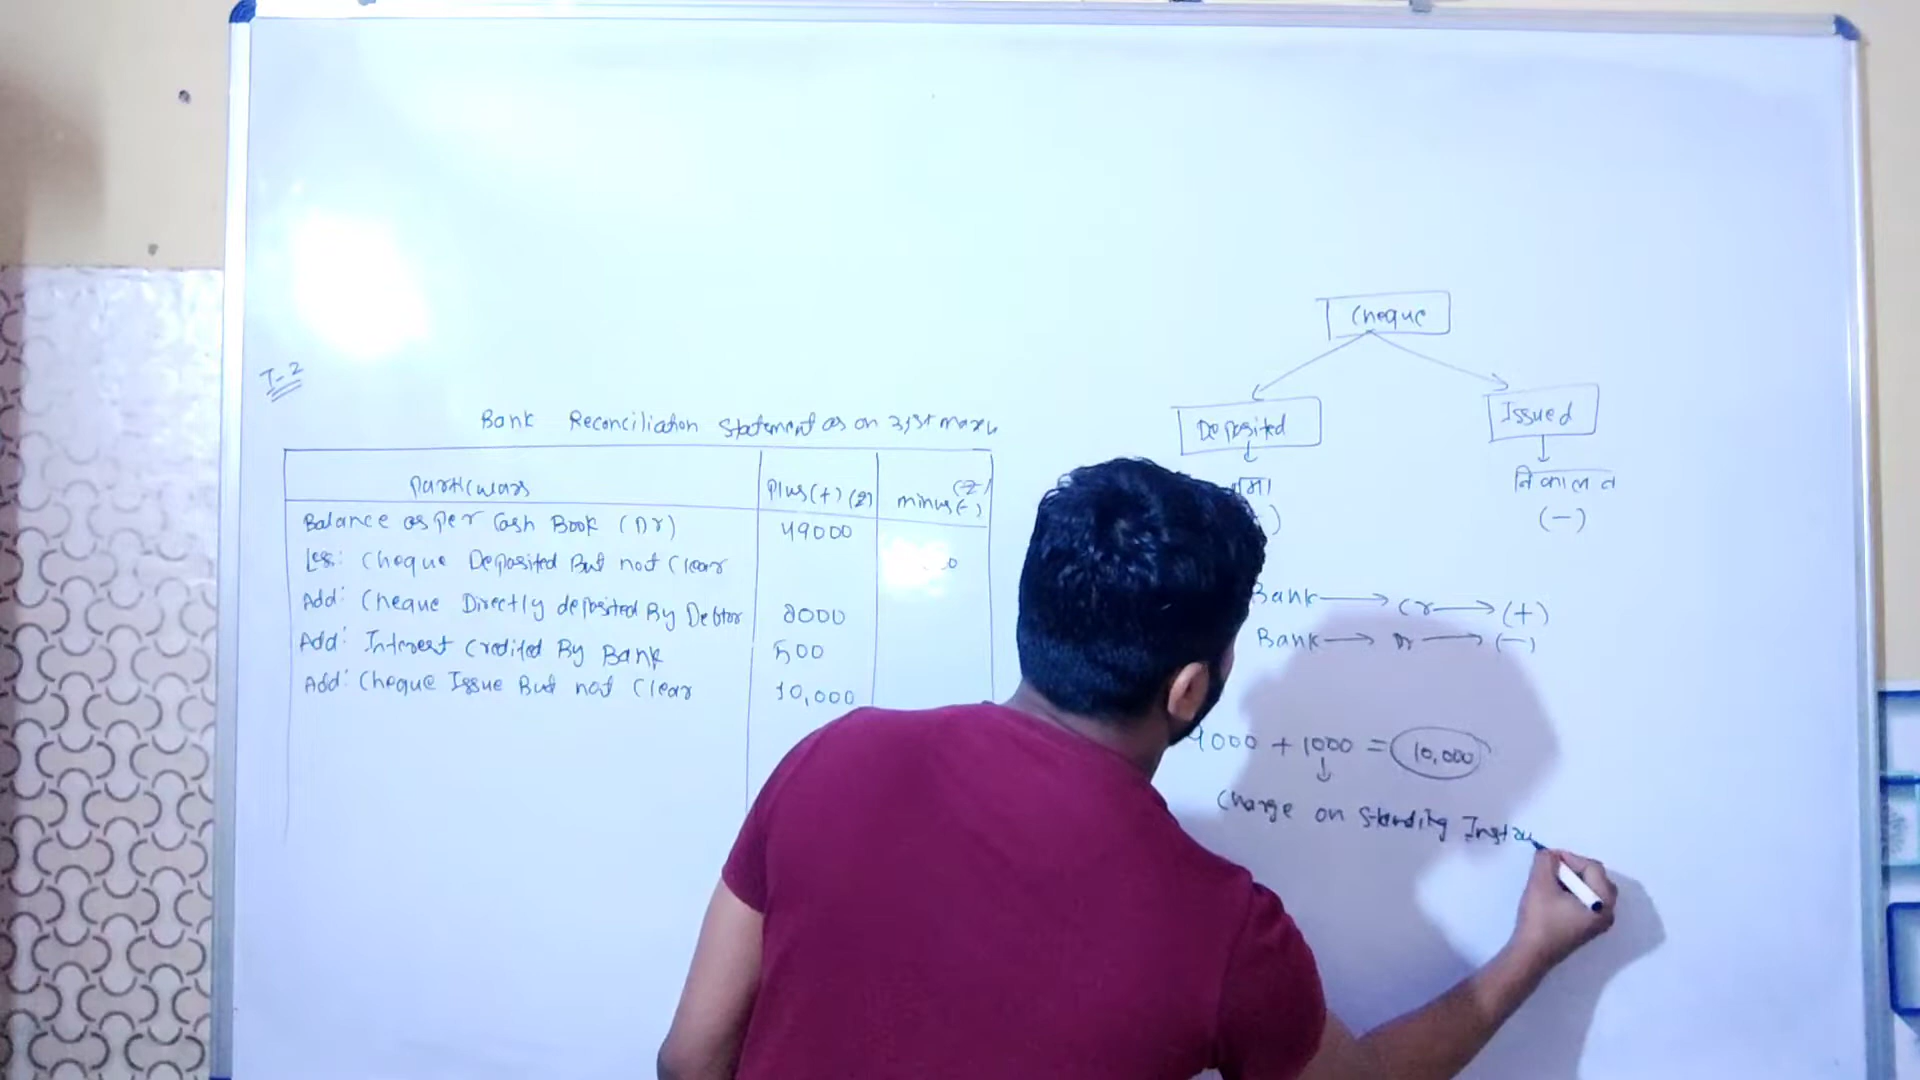 I-2
Bank Reconciliation Statement as on 31st march
Particulars
Plus(+) (₹)
minus(-) (₹)
Balance as per Cash Book (Dr)
49000
Less: Cheque Deposited But not Clear
Add: Cheque Directly deposited By Debtor
2000
Add: Interest Credited By Bank
500
Add: Cheque Issue But not Clear
10,000
Cheque
Deposited
Issued
(-)
Bank → Cr → (+)
Bank → Dr → (-)
9000 + 1000 = 10,000
Charge on Standing Instru